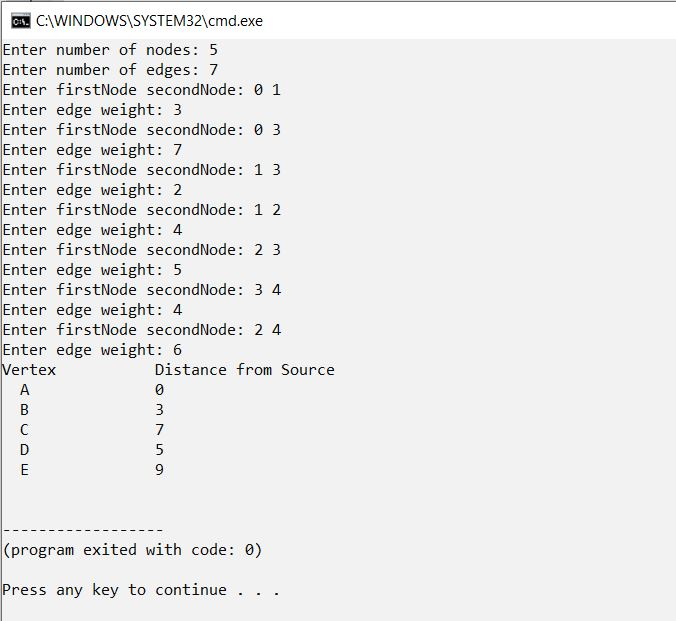 C:\WINDOWS\SYSTEM32\cmd.exe
Enter number of nodes: 5
Enter number of edges: 7
Enter firstNode secondNode: 0 1
Enter edge weight: 3
Enter firstNode secondNode: 0 3
Enter edge weight: 7
Enter firstNode secondNode: 1 3
Enter edge weight: 2
Enter firstNode secondNode: 1 2
Enter edge weight: 4
Enter firstNode secondNode: 2 3
Enter edge weight: 5
Enter firstNode secondNode: 3 4
Enter edge weight: 4
Enter firstNode secondNode: 2 4
Enter edge weight: 6
Vertex           Distance from Source
  A              0
  B              3
  C              7
  D              5
  E              9
------------------
(program exited with code: 0)
Press any key to continue . . .